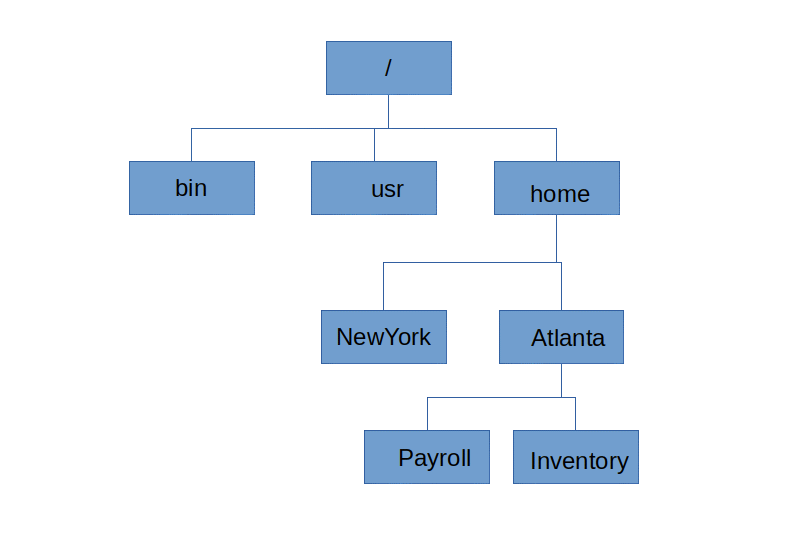 /
bin
usr
home
NewYork
Atlanta
Payroll
Inventory